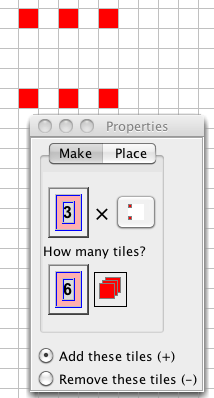 Properties
Make Place
3 ×
How many tiles?
6
Add these tiles (+)
Remove these tiles (−)